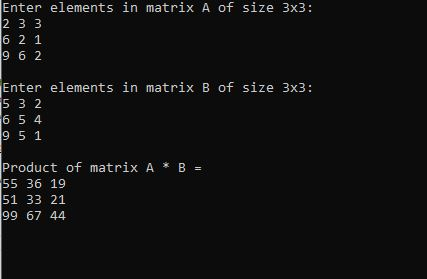 Enter elements in matrix A of size 3x3:
2 3 3
6 2 1
9 6 2
Enter elements in matrix B of size 3x3:
5 3 2
6 5 4
9 5 1
Product of matrix A * B =
55 36 19
51 33 21
99 67 44